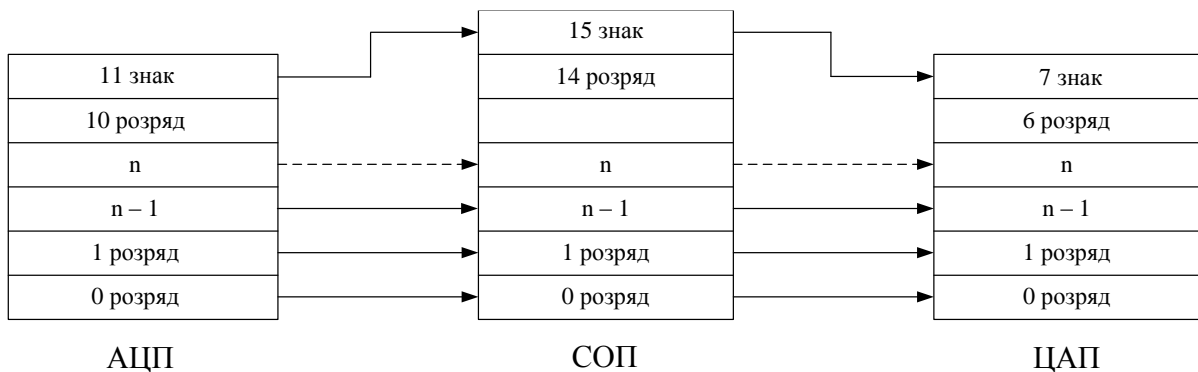 15 знак
11 знак
14 розряд
7 знак
10 розряд
6 розряд
n
n
n
n – 1
n – 1
n – 1
1 розряд
1 розряд
1 розряд
0 розряд
0 розряд
0 розряд
АЦП
СОП
ЦАП